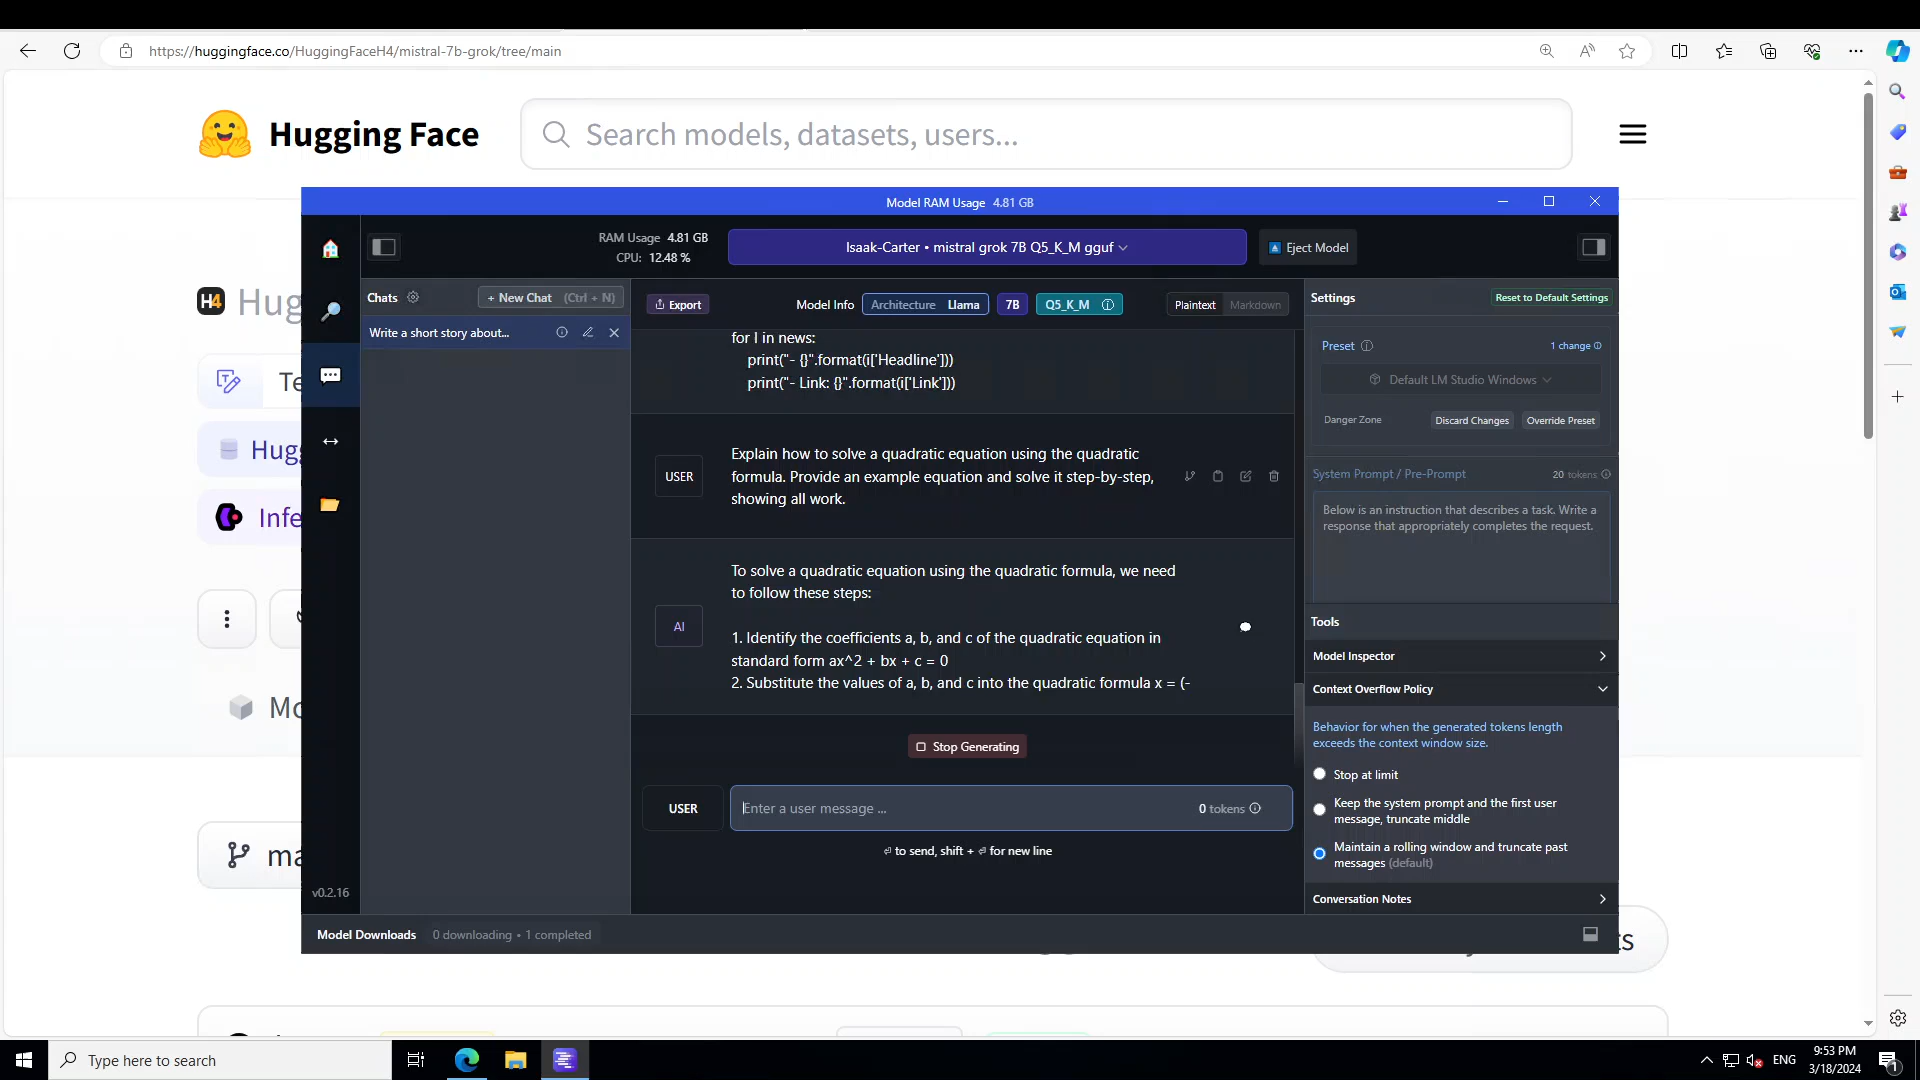 https://huggingface.co/HuggingFaceH4/mistral-7b-grok/tree/main
Hugging Face
Search models, datasets, users...
Model RAM Usage 4.81 GB
RAM Usage 4.81 GB
CPU: 12.48 %
Isaak-Carter • mistral grok 7B Q5_K_M gguf
Eject Model
Chats
+ New Chat (Ctrl + N)
Export
Model Info
Architecture Llama
7B
Q5_K_M
Plaintext
Markdown
Settings
Reset to Default Settings
Write a short story about...
for I in news:
print("- {}".format(i['Headline']))
print("- Link: {}".format(i['Link']))
Preset
1 change
Default LM Studio Windows
Danger Zone
Discard Changes
Override Preset
USER
Explain how to solve a quadratic equation using the quadratic
formula. Provide an example equation and solve it step-by-step,
showing all work.
System Prompt / Pre-Prompt
20 tokens
Below is an instruction that describes a task. Write a
response that appropriately completes the request.
AI
To solve a quadratic equation using the quadratic formula, we need
to follow these steps:
1. Identify the coefficients a, b, and c of the quadratic equation in
standard form ax^2 + bx + c = 0
2. Substitute the values of a, b, and c into the quadratic formula x = (-
Tools
Model Inspector
Context Overflow Policy
Behavior for when the generated tokens length
exceeds the context window size.
Stop at limit
Keep the system prompt and the first user
message, truncate middle
Maintain a rolling window and truncate past
messages (default)
Conversation Notes
Stop Generating
USER
Enter a user message ...
0 tokens
⏎ to send, shift + ⏎ for new line
v0.2.16
Model Downloads
0 downloading • 1 completed
H4
Hug
Te
Hugg
Infe
Mo
ma
ts
Type here to search
ENG
9:53 PM
3/18/2024
1